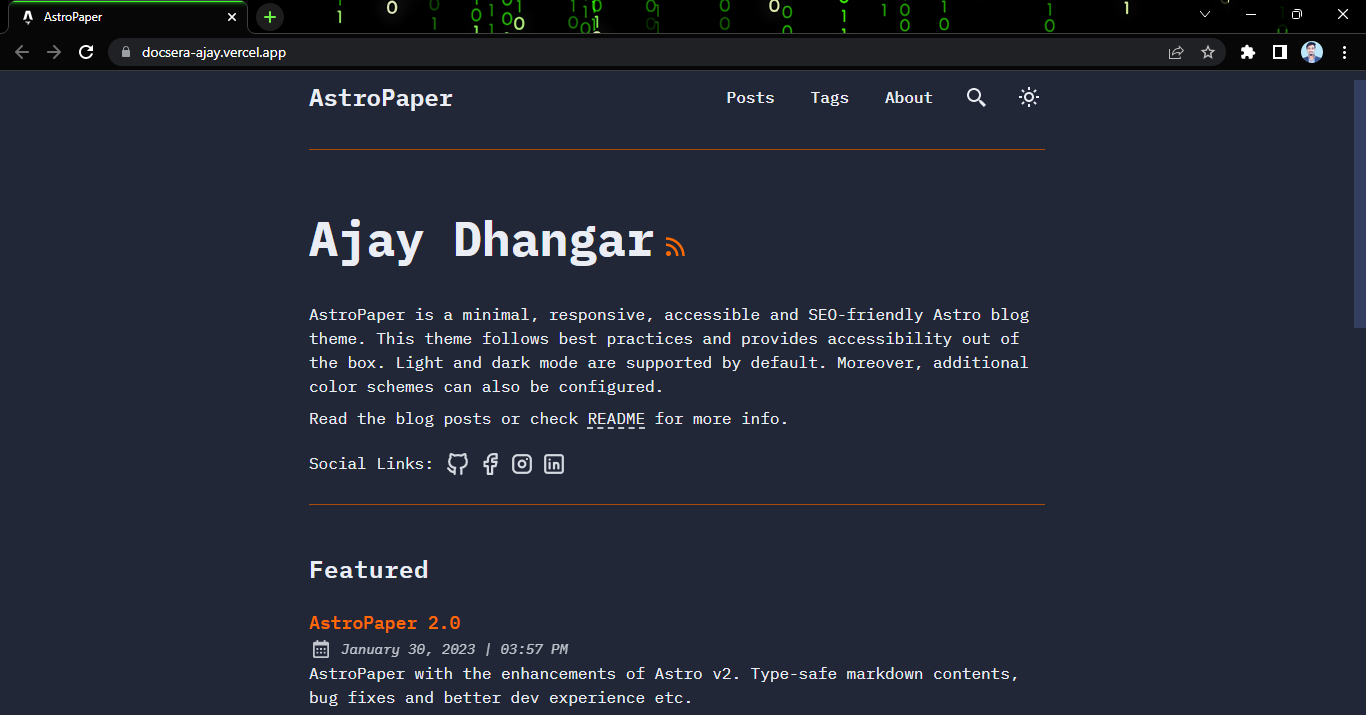 AstroPaper
docsera-ajay.vercel.app
AstroPaper
Posts Tags About
Ajay Dhangar
AstroPaper is a minimal, responsive, accessible and SEO-friendly Astro blog
theme. This theme follows best practices and provides accessibility out of
the box. Light and dark mode are supported by default. Moreover, additional
color schemes can also be configured.
Read the blog posts or check README for more info.
Social Links:
Featured
AstroPaper 2.0
January 30, 2023 | 03:57 PM
AstroPaper with the enhancements of Astro v2. Type-safe markdown contents,
bug fixes and better dev experience etc.